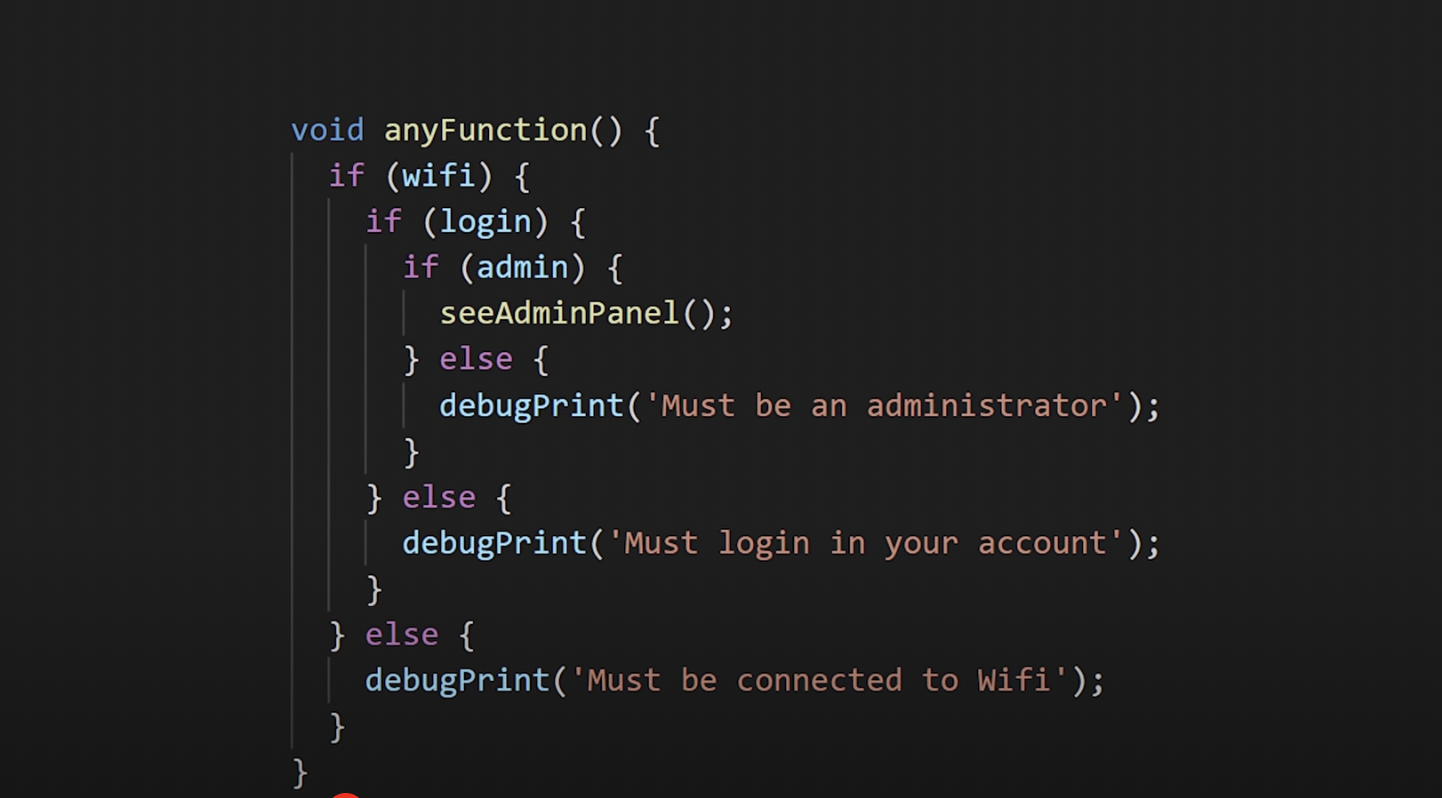 void anyFunction() {
if (wifi) {
if (login) {
if (admin) {
seeAdminPanel();
} else {
debugPrint('Must be an administrator');
}
} else {
debugPrint('Must login in your account');
}
} else {
debugPrint('Must be connected to Wifi');
}
}